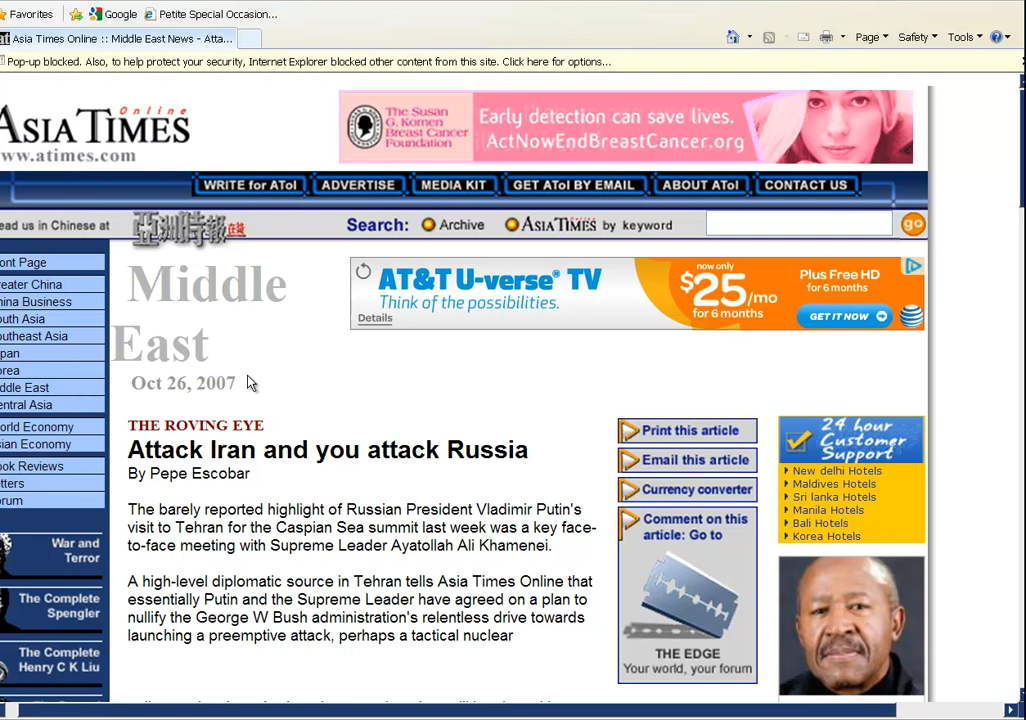 Favorites
Google
Petite Special Occasion...
Asia Times Online :: Middle East News - Atta...
Page
Safety
Tools
Pop-up blocked. Also, to help protect your security, Internet Explorer blocked other content from this site. Click here for options...
Online
ASIA TIMES
www.atimes.com
The Susan
G. Komen
Breast Cancer
Foundation
Early detection can save lives.
ActNowEndBreastCancer.org
WRITE for ATol
ADVERTISE
MEDIA KIT
GET ATol BY EMAIL
ABOUT ATol
CONTACT US
ead us in Chinese at
亞洲時報
在线
Search:
Archive
ASIA TIMES by keyword
go
ont Page
reater China
hina Business
outh Asia
outheast Asia
pan
orea
ddle East
entral Asia
orld Economy
sian Economy
ook Reviews
tters
orum
War and
Terror
The Complete
Spengler
The Complete
Henry C K Liu
Middle
East
Oct 26, 2007
AT&T U-verse® TV
Think of the possibilities.
Details
now only
$25/mo
for 6 months
Plus Free HD
for 6 months
GET IT NOW
at&t
THE ROVING EYE
Attack Iran and you attack Russia
By Pepe Escobar
The barely reported highlight of Russian President Vladimir Putin's
visit to Tehran for the Caspian Sea summit last week was a key face-
to-face meeting with Supreme Leader Ayatollah Ali Khamenei.
A high-level diplomatic source in Tehran tells Asia Times Online that
essentially Putin and the Supreme Leader have agreed on a plan to
nullify the George W Bush administration's relentless drive towards
launching a preemptive attack, perhaps a tactical nuclear
Print this article
Email this article
Currency converter
Comment on this
article: Go to
THE EDGE
Your world, your forum
24 hour
Customer
Support
New delhi Hotels
Maldives Hotels
Sri lanka Hotels
Manila Hotels
Bali Hotels
Korea Hotels